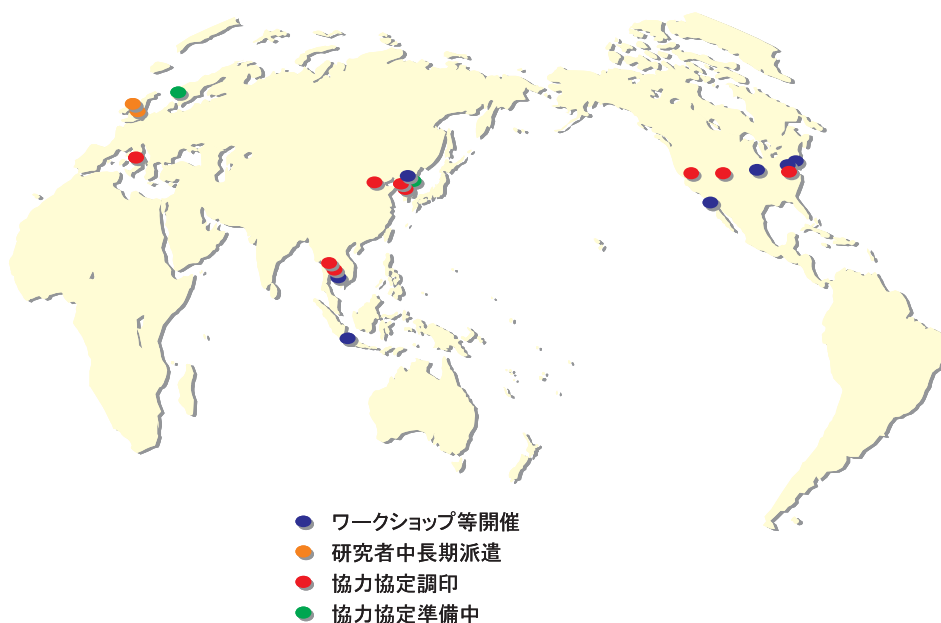 ワークショップ等開催
研究者中長期派遣
協力協定調印
協力協定準備中